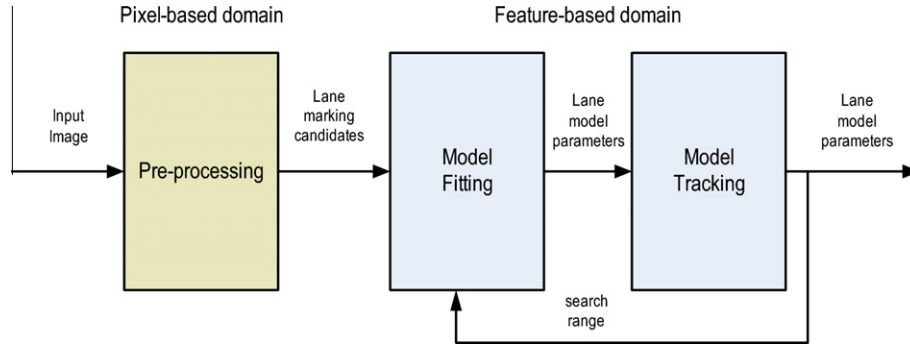 Pixel-based domain
Feature-based domain
Input
Image
Pre-processing
Lane
marking
candidates
Model
Fitting
Lane
model
parameters
Model
Tracking
Lane
model
parameters
search
range